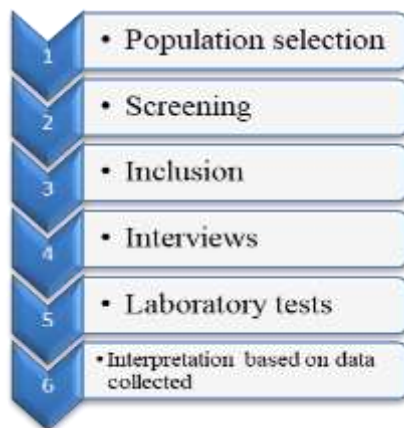 1
• Population selection
2
• Screening
3
• Inclusion
4
• Interviews
5
• Laboratory tests
6
•Interpretation based on data
collected